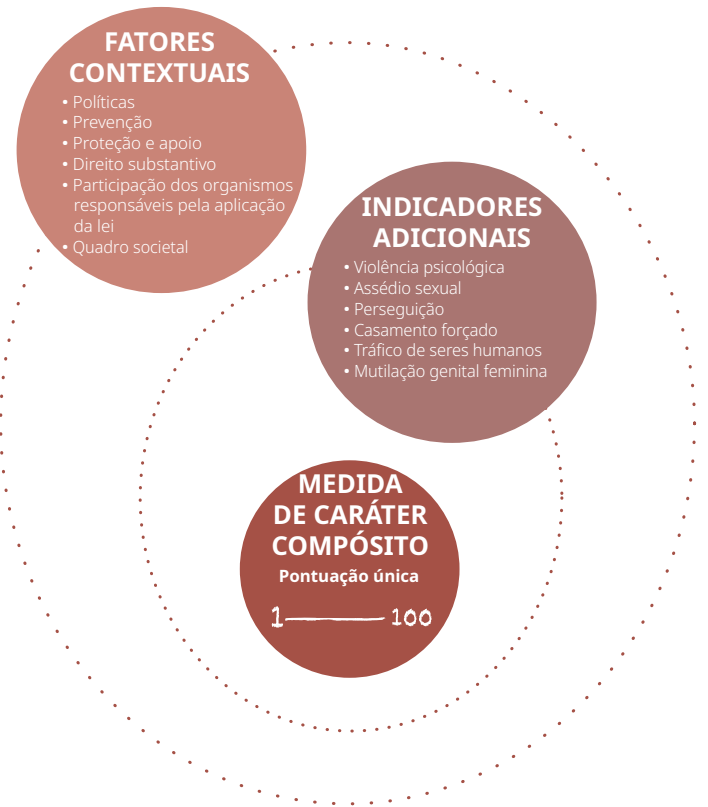 FATORES
CONTEXTUAIS
• Políticas
• Prevenção
• Proteção e apoio
• Direito substantivo
• Participação dos organismos
responsáveis pela aplicação
da lei
• Quadro societal
INDICADORES
ADICIONAIS
• Violência psicológica
• Assédio sexual
• Perseguição
• Casamento forçado
• Tráfico de seres humanos
• Mutilação genital feminina
MEDIDA
DE CARÁTER
COMPÓSITO
Pontuação única
1 100